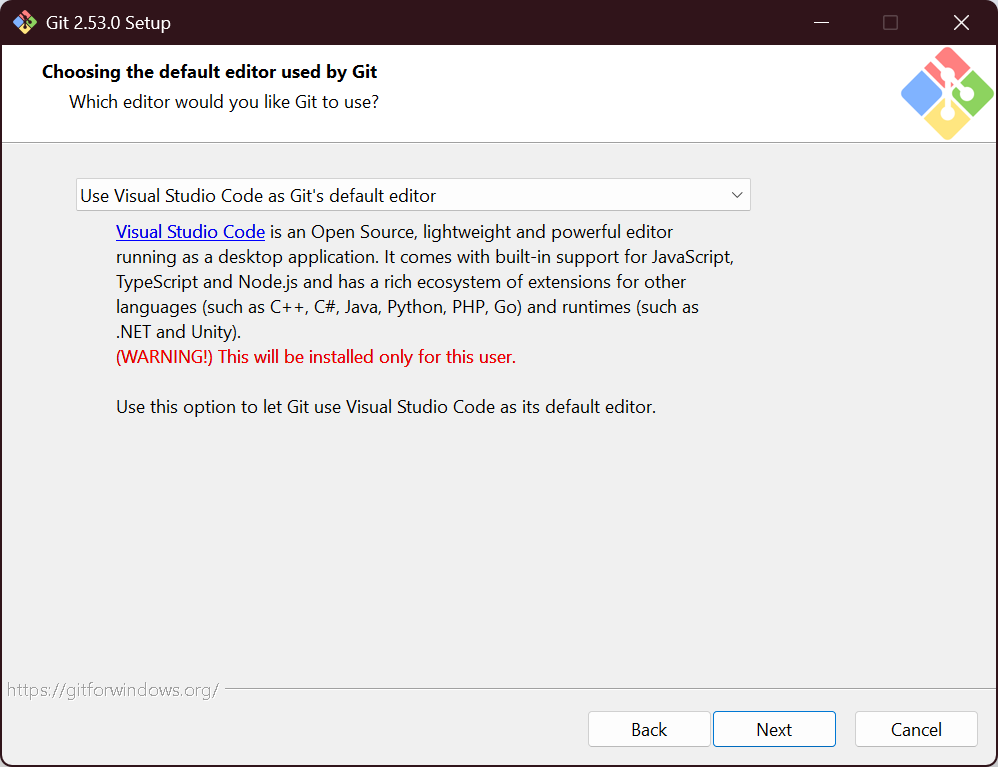 Git 2.53.0 Setup
Choosing the default editor used by Git
Which editor would you like Git to use?
Use Visual Studio Code as Git's default editor
Visual Studio Code is an Open Source, lightweight and powerful editor
running as a desktop application. It comes with built-in support for JavaScript,
TypeScript and Node.js and has a rich ecosystem of extensions for other
languages (such as C++, C#, Java, Python, PHP, Go) and runtimes (such as
.NET and Unity).
(WARNING!) This will be installed only for this user.
Use this option to let Git use Visual Studio Code as its default editor.
https://gitforwindows.org/
Back
Next
Cancel